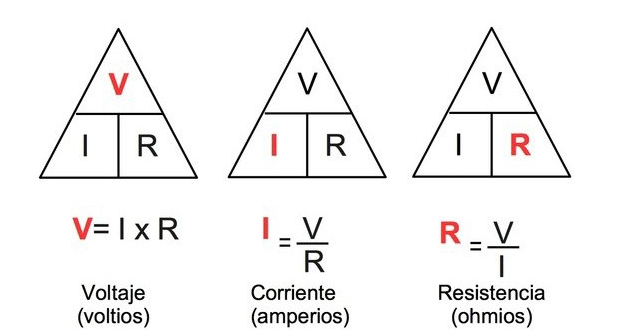 V
I R
V
I R
V
I R
V= I x R
I = V
R
R = V
I
Voltaje
(voltios)
Corriente
(amperios)
Resistencia
(ohmios)